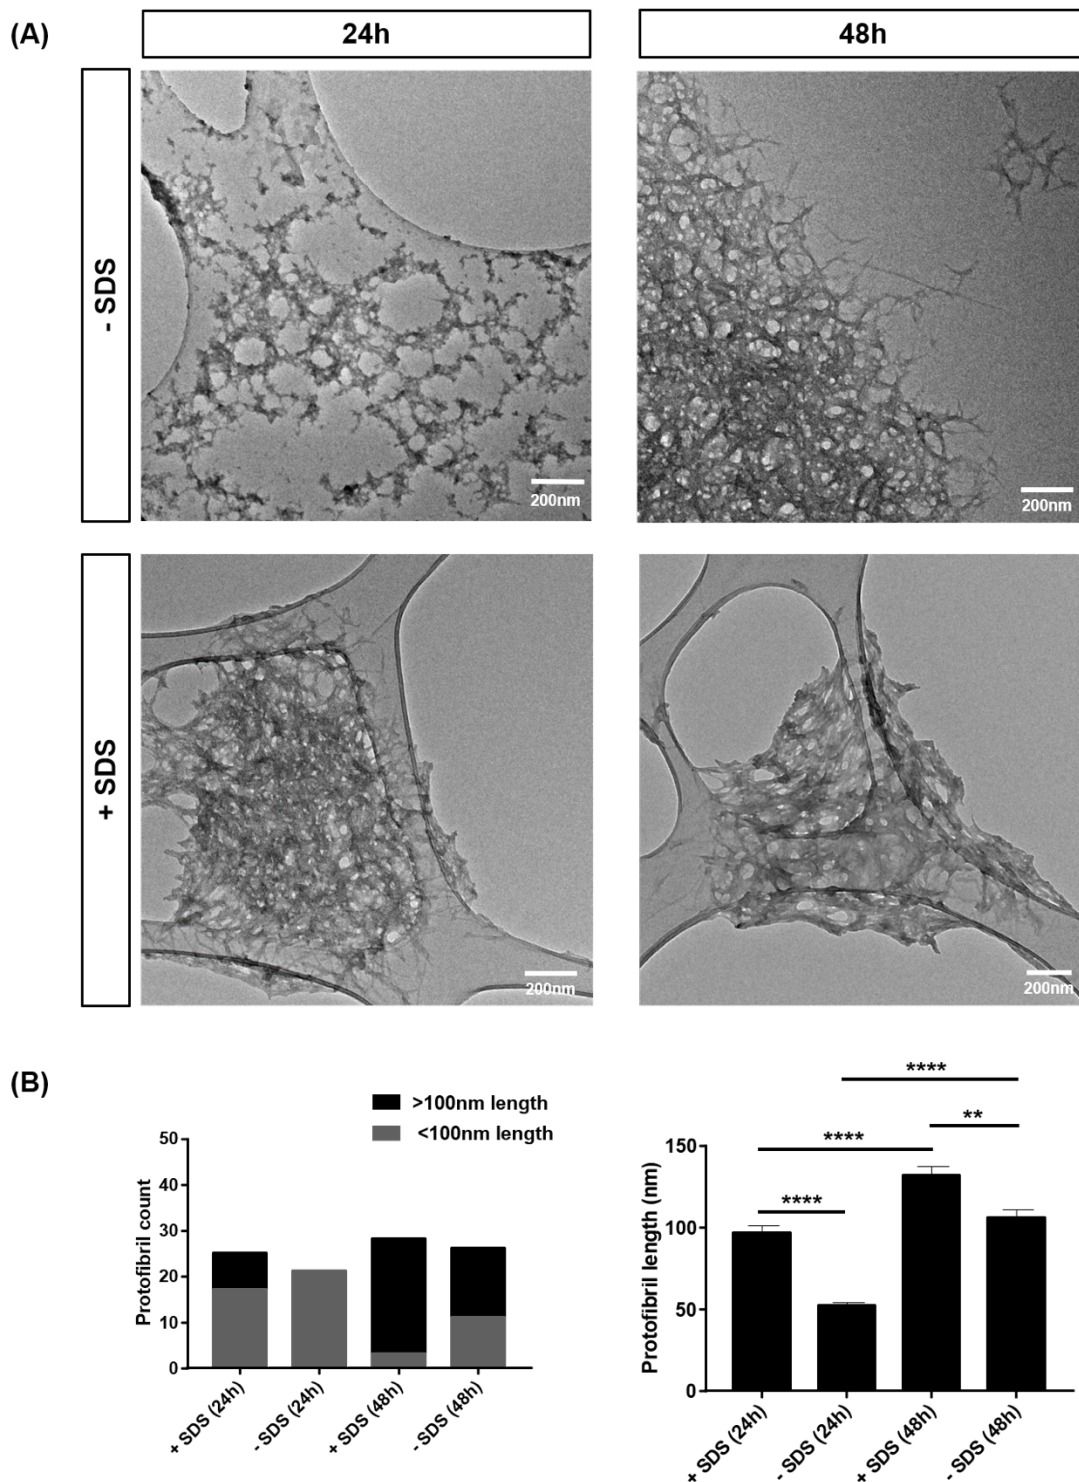 (A)
24h
48h
- SDS
200nm
200nm
+ SDS
200nm
200nm
(B)
>100nm length
<100nm length
Protofibril count
50
40
30
20
10
0
+ SDS (24h)
- SDS (24h)
+ SDS (48h)
- SDS (48h)
****
**
****
****
Protofibril length (nm)
150
100
50
0
+ SDS (24h)
- SDS (24h)
+ SDS (48h)
- SDS (48h)